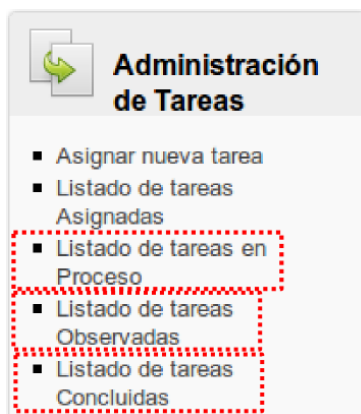 Administración
de Tareas
Asignar nueva tarea
Listado de tareas
Asignadas
Listado de tareas en
Proceso
Listado de tareas
Observadas
Listado de tareas
Concluidas